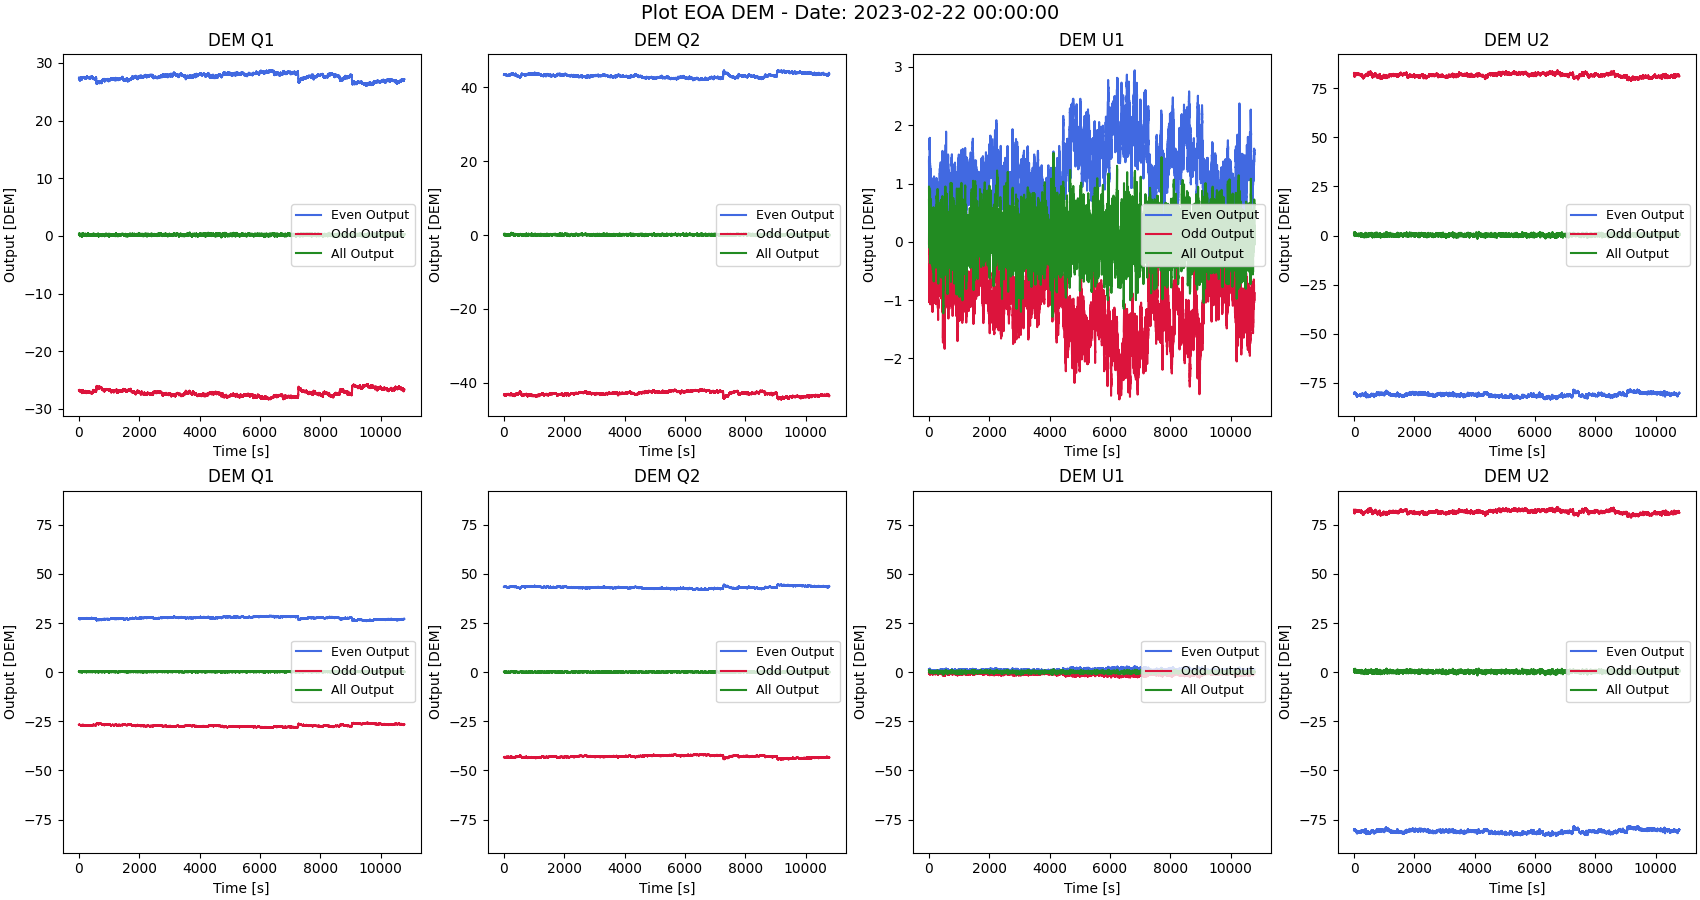 Plot EOA DEM - Date: 2023-02-22 00:00:00
DEM Q1
Output [DEM]
30
20
10
0
−10
−20
−30
0 2000 4000 6000 8000 10000
Time [s]
Even Output
Odd Output
All Output
DEM Q2
Output [DEM]
40
20
0
−20
−40
0 2000 4000 6000 8000 10000
Time [s]
Even Output
Odd Output
All Output
DEM U1
Output [DEM]
3
2
1
0
−1
−2
0 2000 4000 6000 8000 10000
Time [s]
Even Output
Odd Output
All Output
DEM U2
Output [DEM]
75
50
25
0
−25
−50
−75
0 2000 4000 6000 8000 10000
Time [s]
Even Output
Odd Output
All Output
DEM Q1
Output [DEM]
75
50
25
0
−25
−50
−75
0 2000 4000 6000 8000 10000
Time [s]
Even Output
Odd Output
All Output
DEM Q2
Output [DEM]
75
50
25
0
−25
−50
−75
0 2000 4000 6000 8000 10000
Time [s]
Even Output
Odd Output
All Output
DEM U1
Output [DEM]
75
50
25
0
−25
−50
−75
0 2000 4000 6000 8000 10000
Time [s]
Even Output
Odd Output
All Output
DEM U2
Output [DEM]
75
50
25
0
−25
−50
−75
0 2000 4000 6000 8000 10000
Time [s]
Even Output
Odd Output
All Output